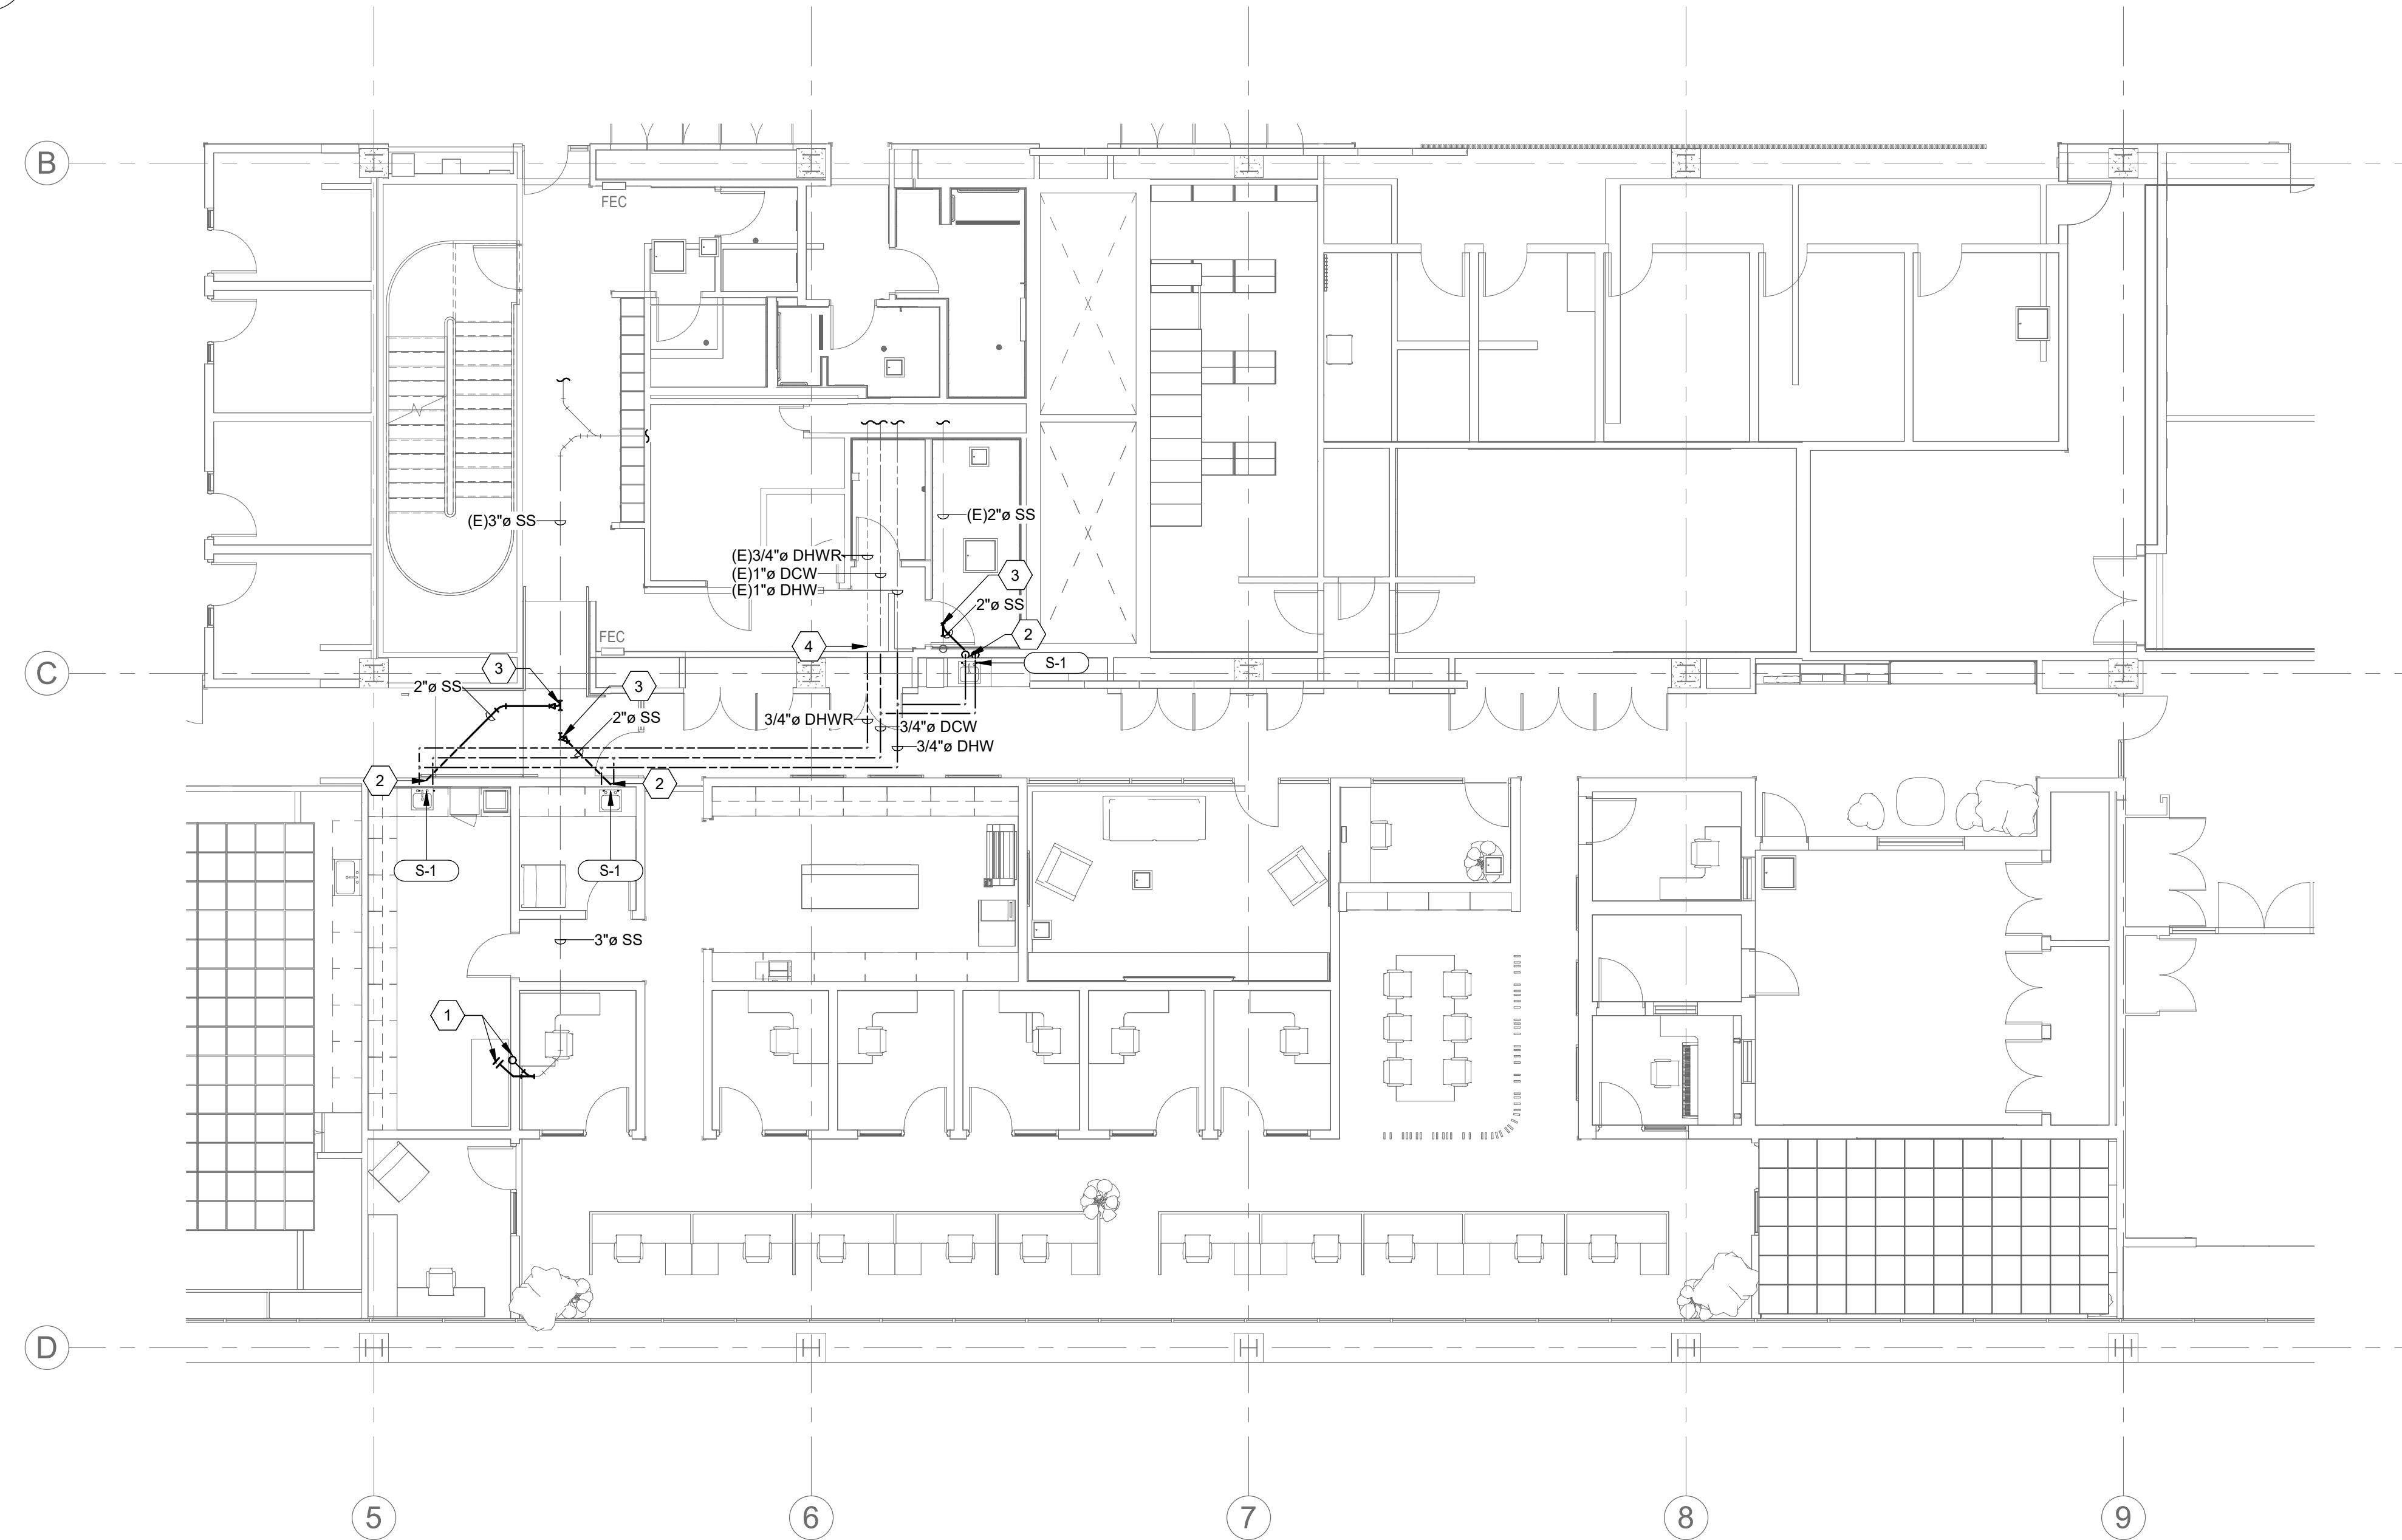 B
FEC
(E)3"ø SS
(E)2"ø SS
(E)3/4"ø DHWR
(E)1"ø DCW
(E)1"ø DHW
3
2"ø SS
2
FEC
4
S-1
C
3
2"ø SS
3
2"ø SS
3/4"ø DHWR
3/4"ø DCW
3/4"ø DHW
2
2
S-1
S-1
3"ø SS
1
D
5
6
7
8
9